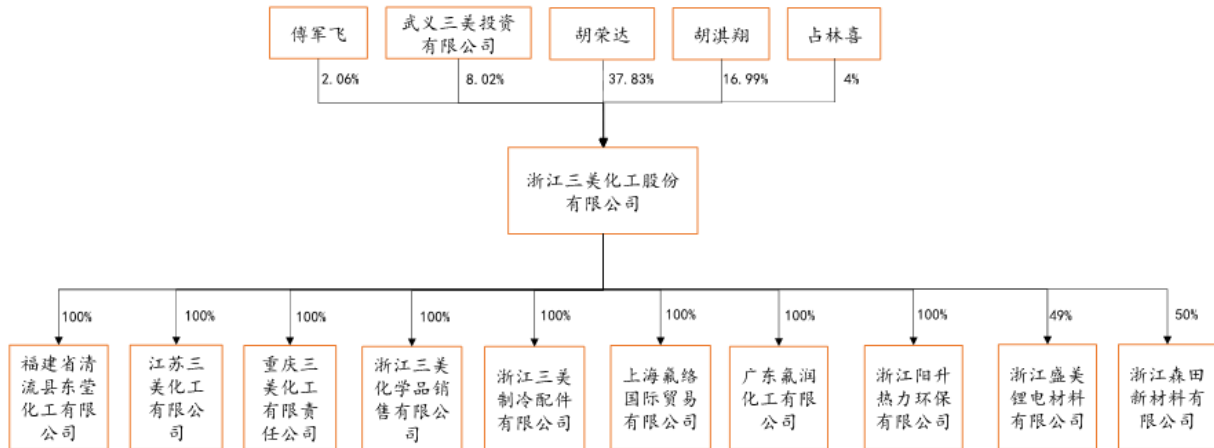 傅军飞
武义三美投资
有限公司
胡荣达
胡淇翔
占林喜
2.06%
8.02%
37.83%
16.99%
4%
浙江三美化工股份
有限公司
100%
100%
100%
100%
100%
100%
100%
100%
49%
50%
福建省清
流县东莹
化工有限
公司
江苏三
美化工
有限公
司
重庆三
美化工
有限责
任公司
浙江三美
化学品销
售有限公
司
浙江三美
制冷配件
有限公司
上海氟络
国际贸易
有限公司
广东氟润
化工有限
公司
浙江阳升
热力环保
有限公司
浙江盛美
锂电材料
有限公司
浙江森田
新材料有
限公司